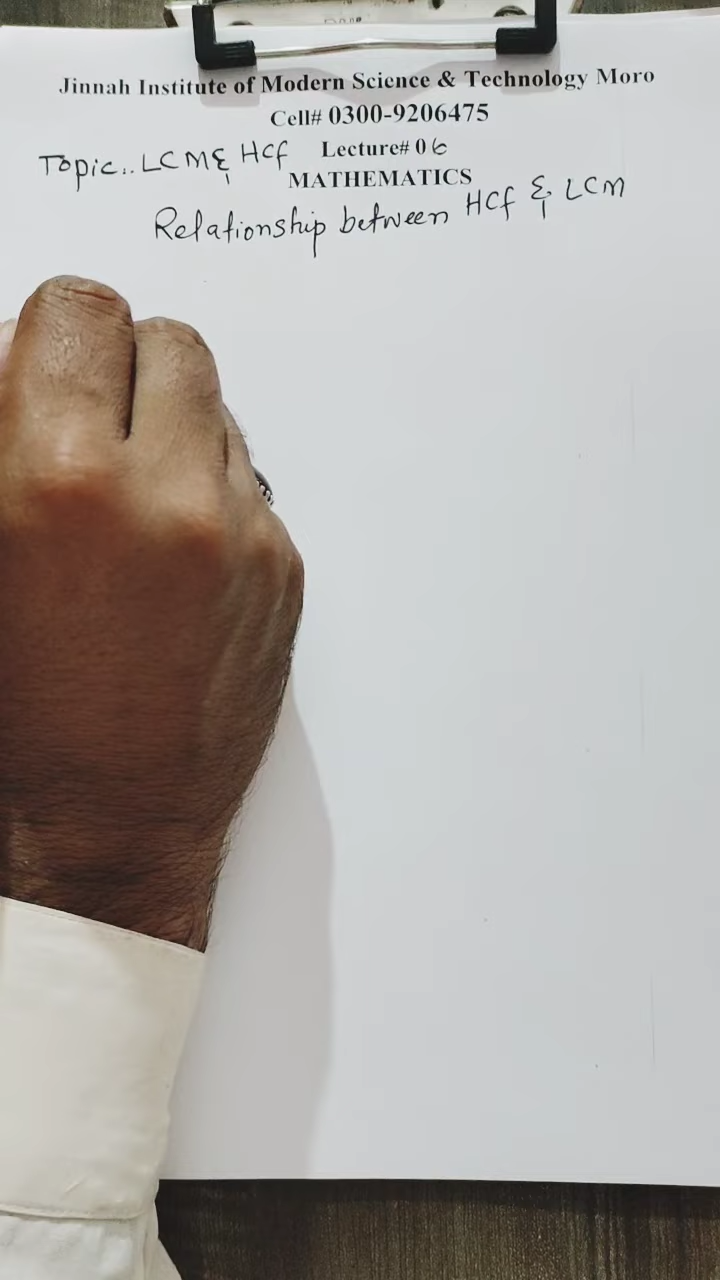 Jinnah Institute of Modern Science & Technology Moro
Cell# 0300-9206475
Topic.. LCM & HCf Lecture# 06
MATHEMATICS
Relationship between HCf & LCM